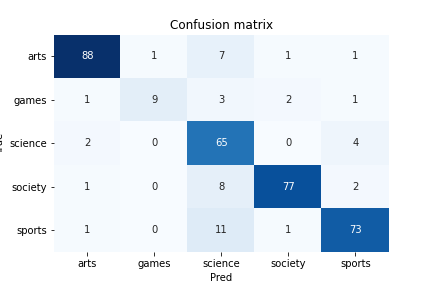 Confusion matrix
arts 88 1 7 1 1
games 1 9 3 2 1
science 2 0 65 0 4
society 1 0 8 77 2
sports 1 0 11 1 73
arts games science society sports
Pred